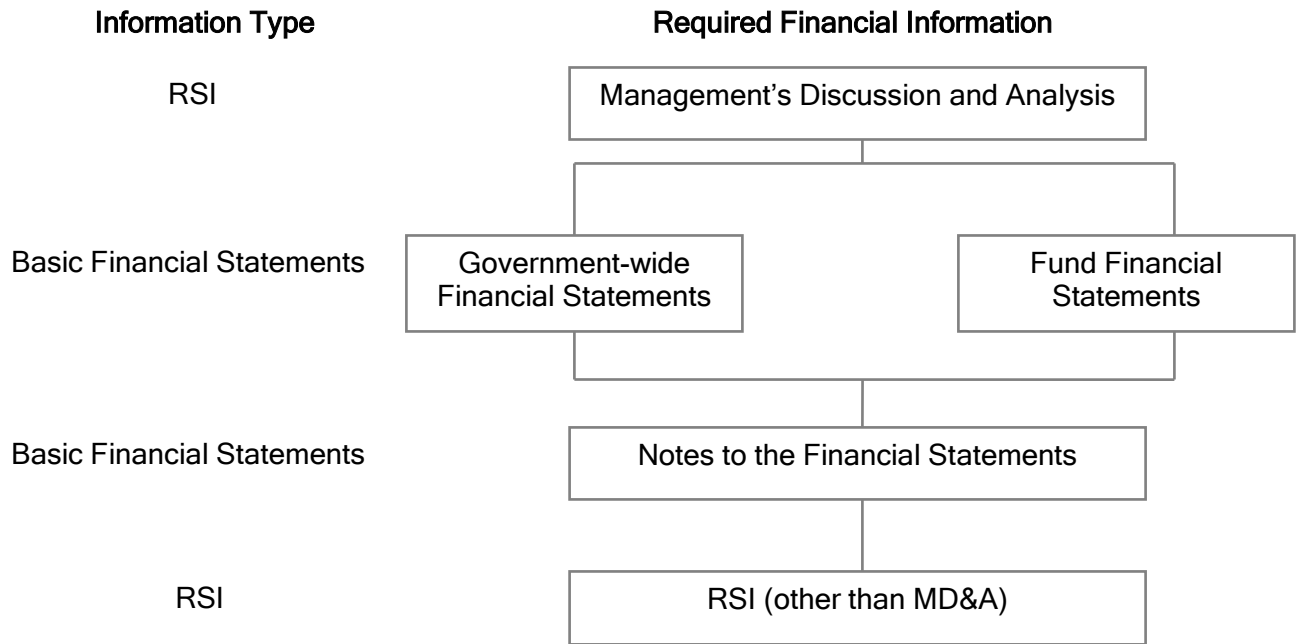 Information Type
Required Financial Information
RSI
Management’s Discussion and Analysis
Basic Financial Statements
Government-wide
Financial Statements
Fund Financial
Statements
Basic Financial Statements
Notes to the Financial Statements
RSI
RSI (other than MD&A)